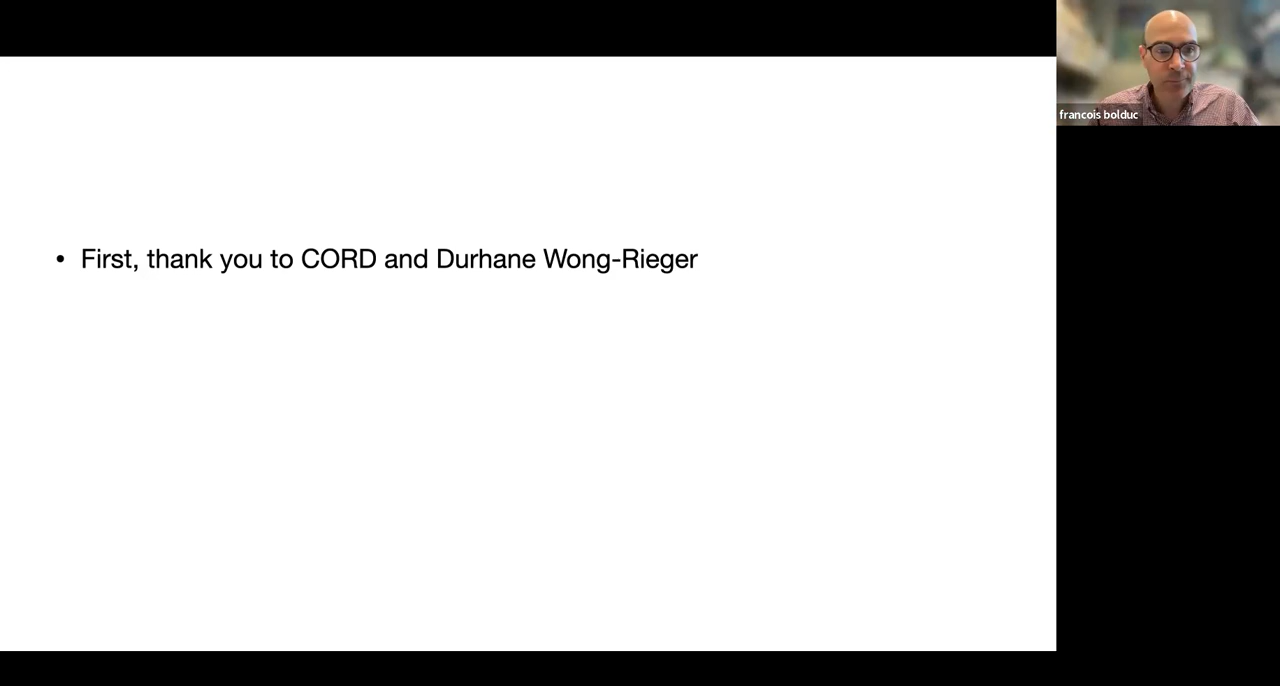 • First, thank you to CORD and Durhane Wong-Rieger
francois bolduc